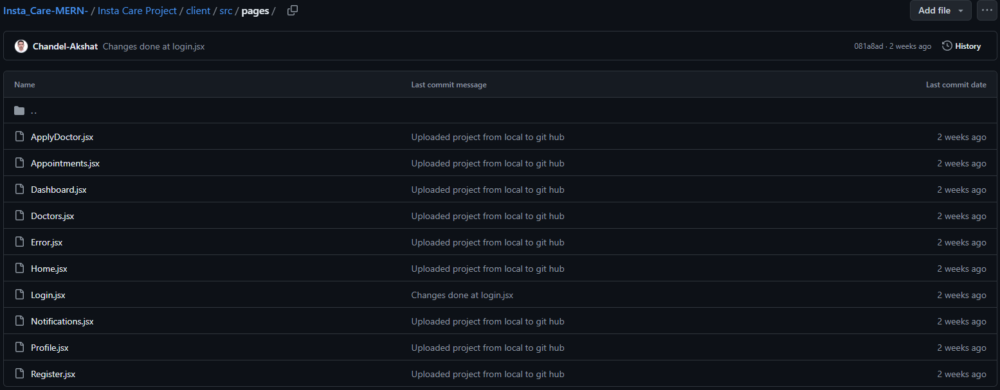 Insta_Care-MERN- / Insta Care Project / client / src / pages / Add file
Chandel-Akshat Changes done at login.jsx 081a8ad · 2 weeks ago History
Name Last commit message Last commit date
..
ApplyDoctor.jsx Uploaded project from local to git hub 2 weeks ago
Appointments.jsx Uploaded project from local to git hub 2 weeks ago
Dashboard.jsx Uploaded project from local to git hub 2 weeks ago
Doctors.jsx Uploaded project from local to git hub 2 weeks ago
Error.jsx Uploaded project from local to git hub 2 weeks ago
Home.jsx Uploaded project from local to git hub 2 weeks ago
Login.jsx Changes done at login.jsx 2 weeks ago
Notifications.jsx Uploaded project from local to git hub 2 weeks ago
Profile.jsx Uploaded project from local to git hub 2 weeks ago
Register.jsx Uploaded project from local to git hub 2 weeks ago